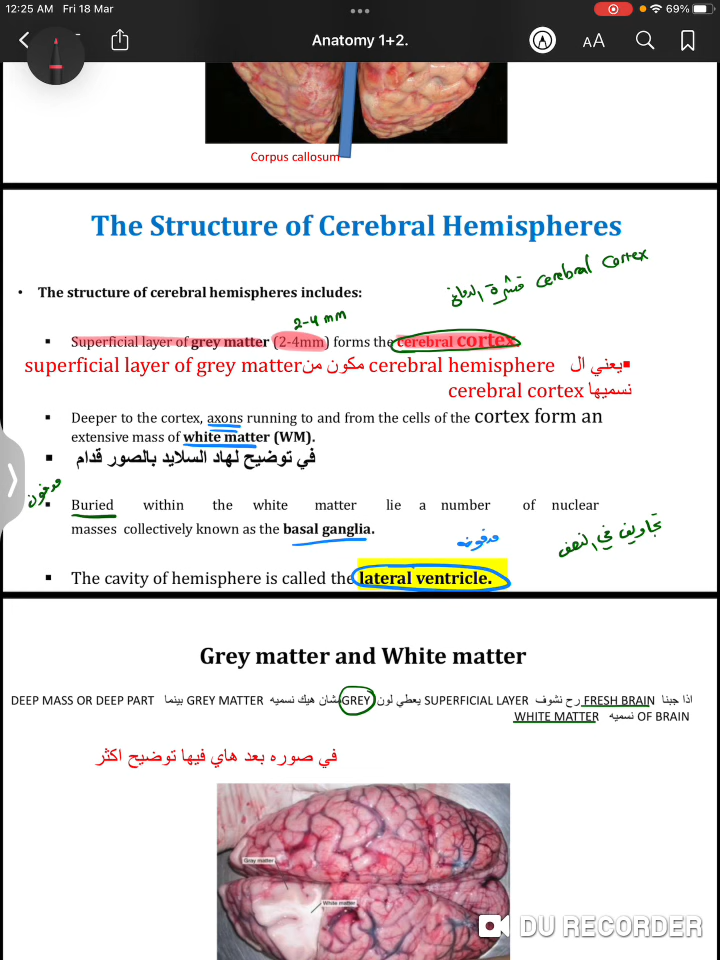 12:25 AM Fri 18 Mar
69%
Anatomy 1+2.
AA
Corpus callosum
The Structure of Cerebral Hemispheres
قشرة الدماغ cerebral cortex
• The structure of cerebral hemispheres includes:
2-4 mm
▪ Superficial layer of grey matter (2-4mm) forms the cerebral cortex.
▪يعني ال cerebral hemisphere مكون من superficial layer of grey matter
نسميها cerebral cortex
▪ Deeper to the cortex, axons running to and from the cells of the cortex form an
extensive mass of white matter (WM).
▪ في توضيح لهاد السلايد بالصور قدام
▪ Buried within the white matter lie a number of nuclear
masses collectively known as the basal ganglia.
تجاويف في النصف
▪ The cavity of hemisphere is called the lateral ventricle.
Grey matter and White matter
اذا جبنا FRESH BRAIN رح نشوف SUPERFICIAL LAYER يعطي لون GREY مشان هيك نسميه GREY MATTER بينما DEEP MASS OR DEEP PART
OF BRAIN نسميه WHITE MATTER
في صوره بعد هاي فيها توضيح اكثر
Gray matter
White matter
DU RECORDER